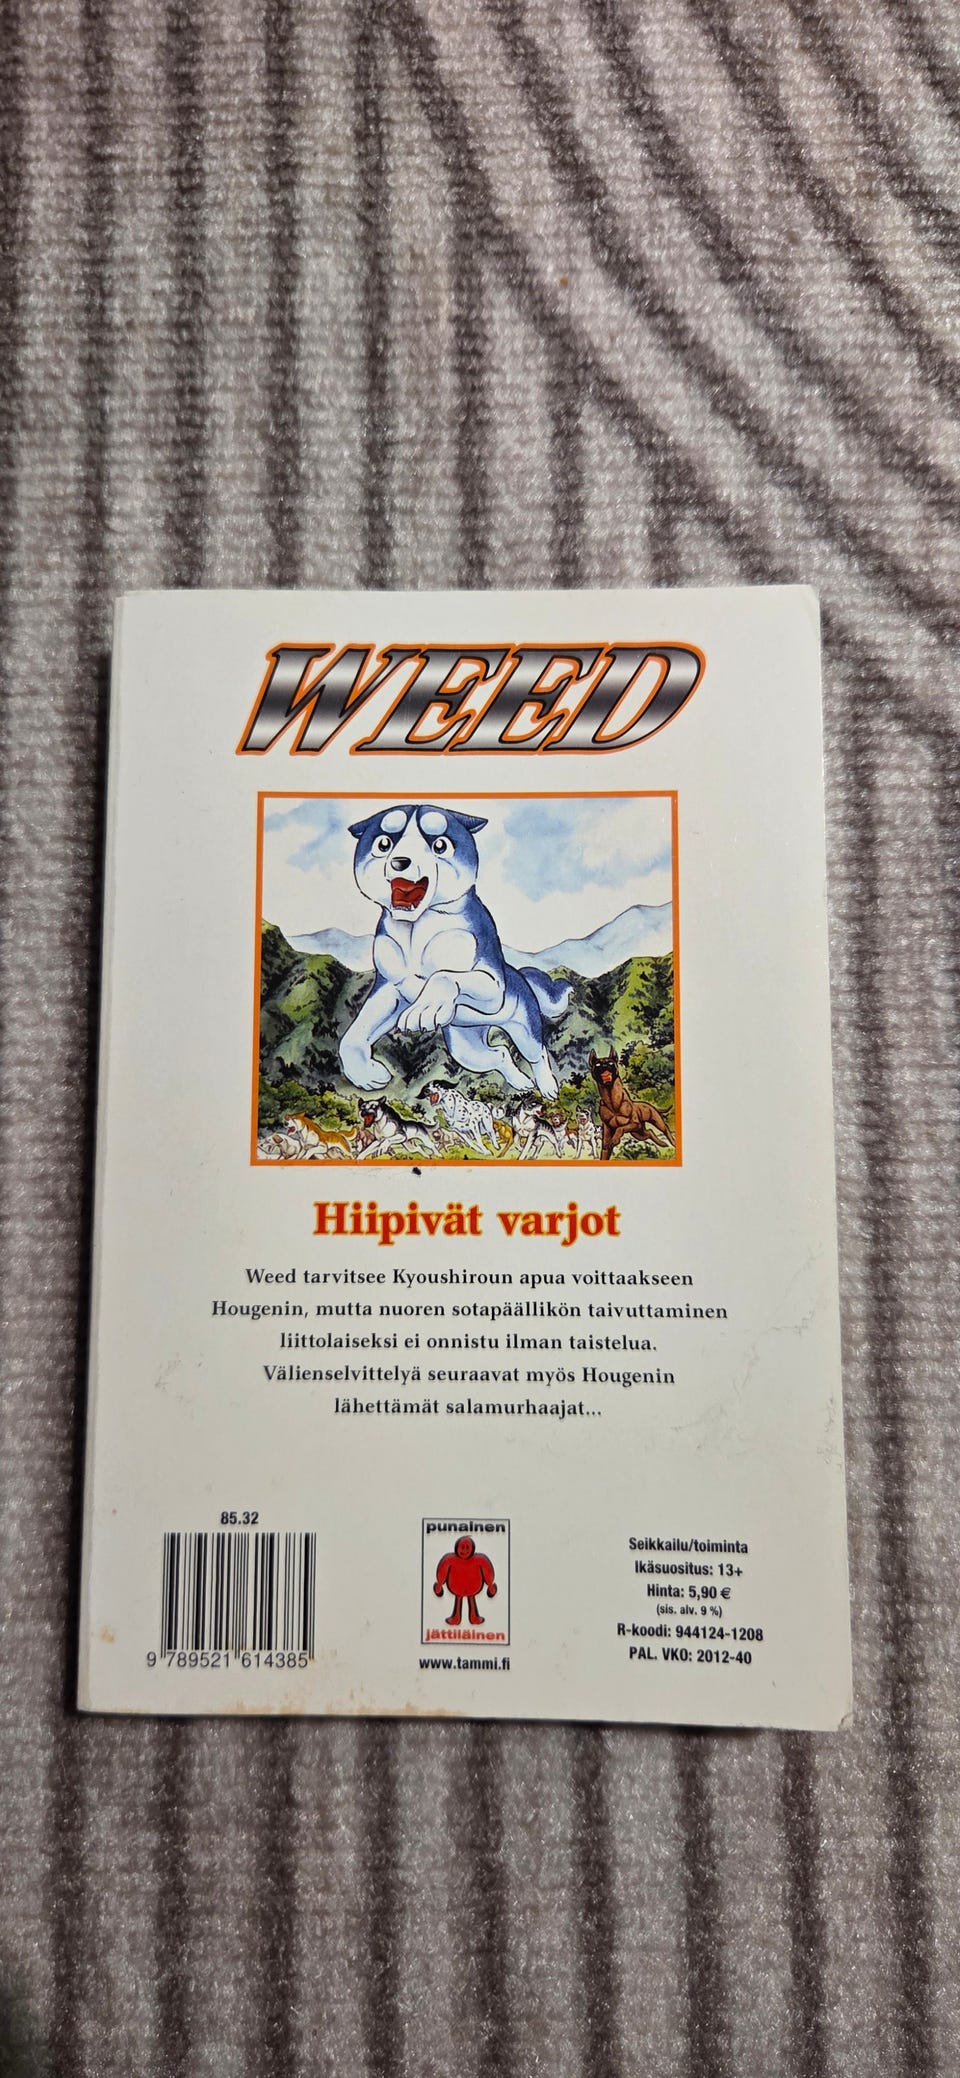 WEED
Hiipivät varjot
Weed tarvitsee Kyoushiroun apua voittaakseen
Hougenin, mutta nuoren sotapäällikön taivuttaminen
liittolaiseksi ei onnistu ilman taistelua.
Välienselvittelyä seuraavat myös Hougenin
lähettämät salamurhaajat...
85.32
9 789521 614385
punainen
jättiläinen
www.tammi.fi
Seikkailu/toiminta
Ikäsuositus: 13+
Hinta: 5,90 €
(sis. alv. 9 %)
R-koodi: 944124-1208
PAL. VKO: 2012-40